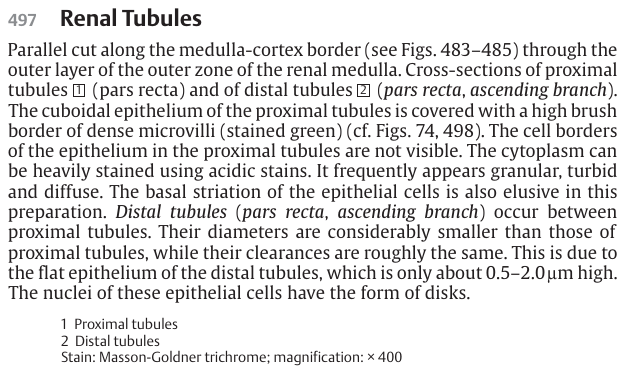 497 Renal Tubules
Parallel cut along the medulla-cortex border (see Figs. 483–485) through the
outer layer of the outer zone of the renal medulla. Cross-sections of proximal
tubules 1 (pars recta) and of distal tubules 2 (pars recta, ascending branch).
The cuboidal epithelium of the proximal tubules is covered with a high brush
border of dense microvilli (stained green) (cf. Figs. 74, 498). The cell borders
of the epithelium in the proximal tubules are not visible. The cytoplasm can
be heavily stained using acidic stains. It frequently appears granular, turbid
and diffuse. The basal striation of the epithelial cells is also elusive in this
preparation. Distal tubules (pars recta, ascending branch) occur between
proximal tubules. Their diameters are considerably smaller than those of
proximal tubules, while their clearances are roughly the same. This is due to
the flat epithelium of the distal tubules, which is only about 0.5–2.0 µm high.
The nuclei of these epithelial cells have the form of disks.
1 Proximal tubules
2 Distal tubules
Stain: Masson-Goldner trichrome; magnification: × 400